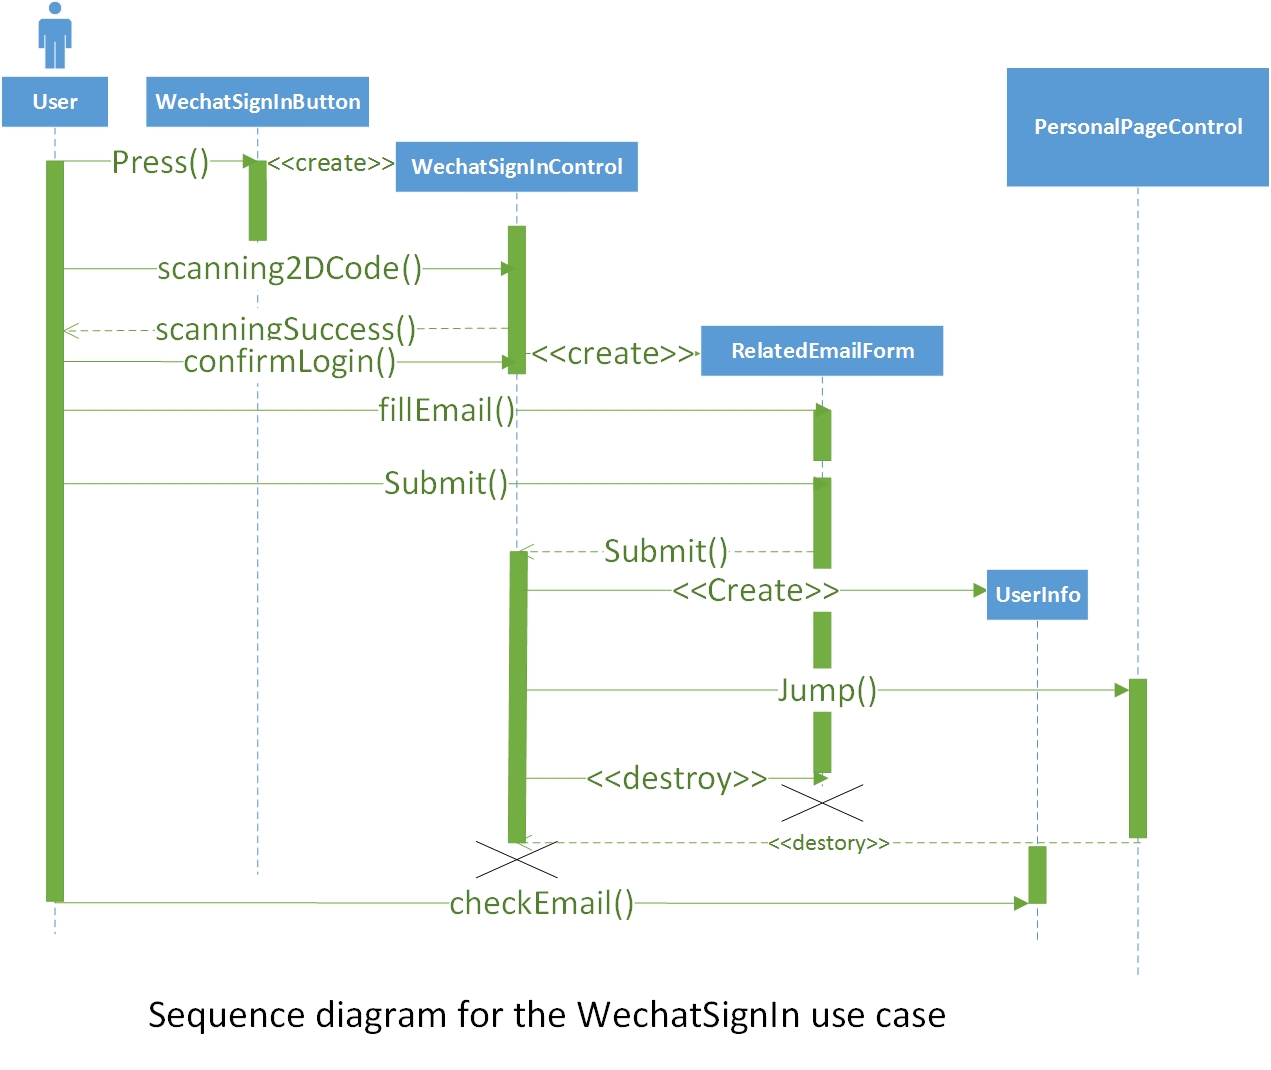 User
WechatSignInButton
PersonalPageControl
Press()
<<create>>
WechatSignInControl
scanning2DCode()
scanningSuccess()
confirmLogin()
<<create>>
RelatedEmailForm
fillEmail()
Submit()
Submit()
<<Create>>
UserInfo
Jump()
<<destroy>>
<<destory>>
checkEmail()
Sequence diagram for the WechatSignIn use case